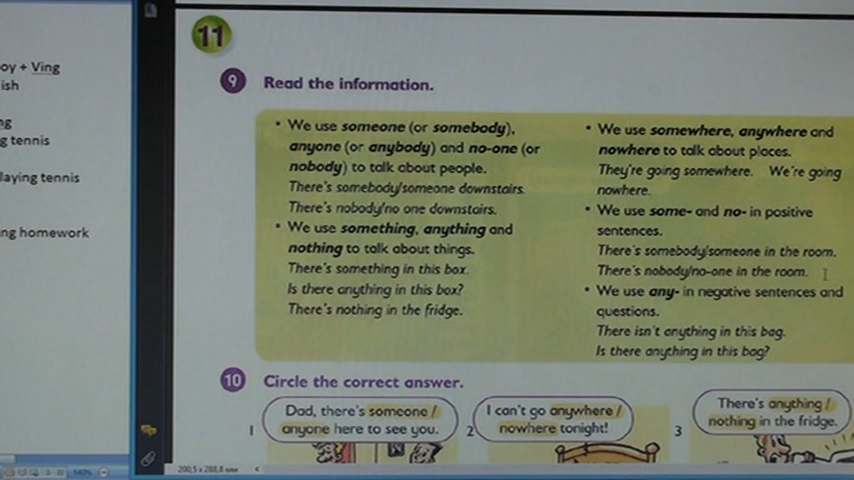 oy + Ving
ish
ng
g tennis
laying tennis
ng homework
11
9 Read the information.
• We use someone (or somebody),
anyone (or anybody) and no-one (or
nobody) to talk about people.
There's somebody/someone downstairs.
There's nobody/no one downstairs.
• We use something, anything and
nothing to talk about things.
There's something in this box.
Is there anything in this box?
There's nothing in the fridge.
• We use somewhere, anywhere and
nowhere to talk about places.
They're going somewhere. We're going
nowhere.
• We use some- and no- in positive
sentences.
There's somebody/someone in the room.
There's nobody/no-one in the room.
• We use any- in negative sentences and
questions.
There isn't anything in this bag.
Is there anything in this bag?
10 Circle the correct answer.
1 Dad, there's someone /
anyone here to see you.
2 I can't go anywhere /
nowhere tonight!
3 There's anything /
nothing in the fridge.
140%
200,5 x 288,8 мм